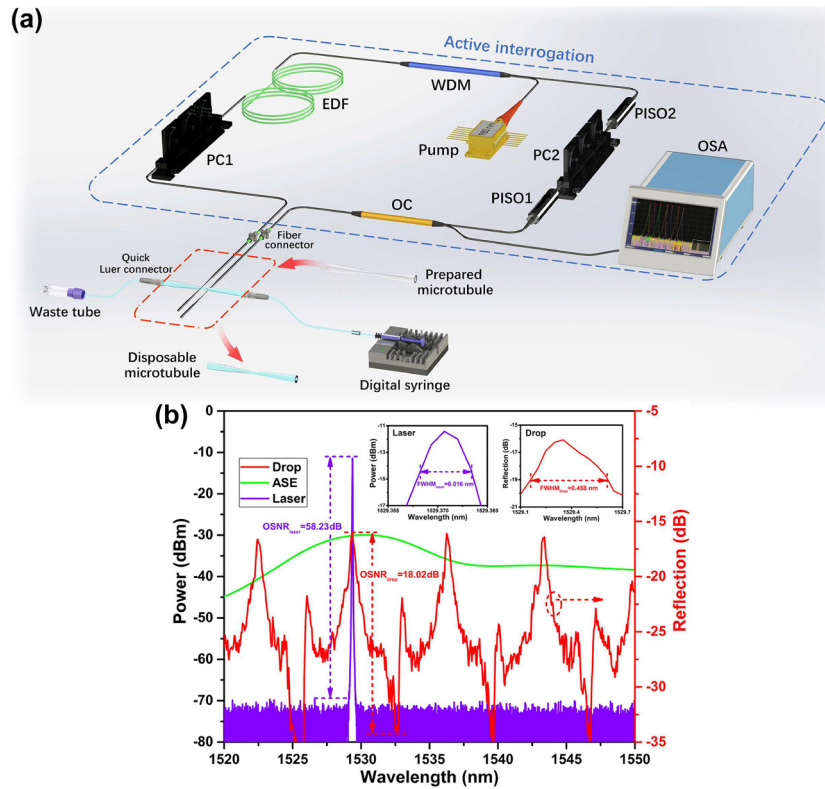 (a)
Active interrogation
WDM
EDF
PISO2
PC1
Pump
PC2
OSA
OC
PISO1
Fiber
connector
Quick
Luer connector
Prepared
microtubule
Waste tube
Disposable
microtubule
Digital syringe
(b)
0
-10
-20
-30
-40
-50
-60
-70
-80
Power (dBm)
1520
1525
1530
1535
1540
1545
1550
Wavelength (nm)
-5
-10
-15
-20
-25
-30
-35
Reflection (dB)
Drop
ASE
Laser
OSNRlaser=58.23dB
OSNRdrop=18.02dB
Laser
-11
-13
-15
-17
Power (dBm)
FWHMlaser=0.016 nm
1529.355
1529.370
1529.385
Wavelength (nm)
Drop
-15
-17
-19
-21
Reflection (dB)
FWHMdrop=0.458 nm
1529.1
1529.4
1529.7
Wavelength (nm)